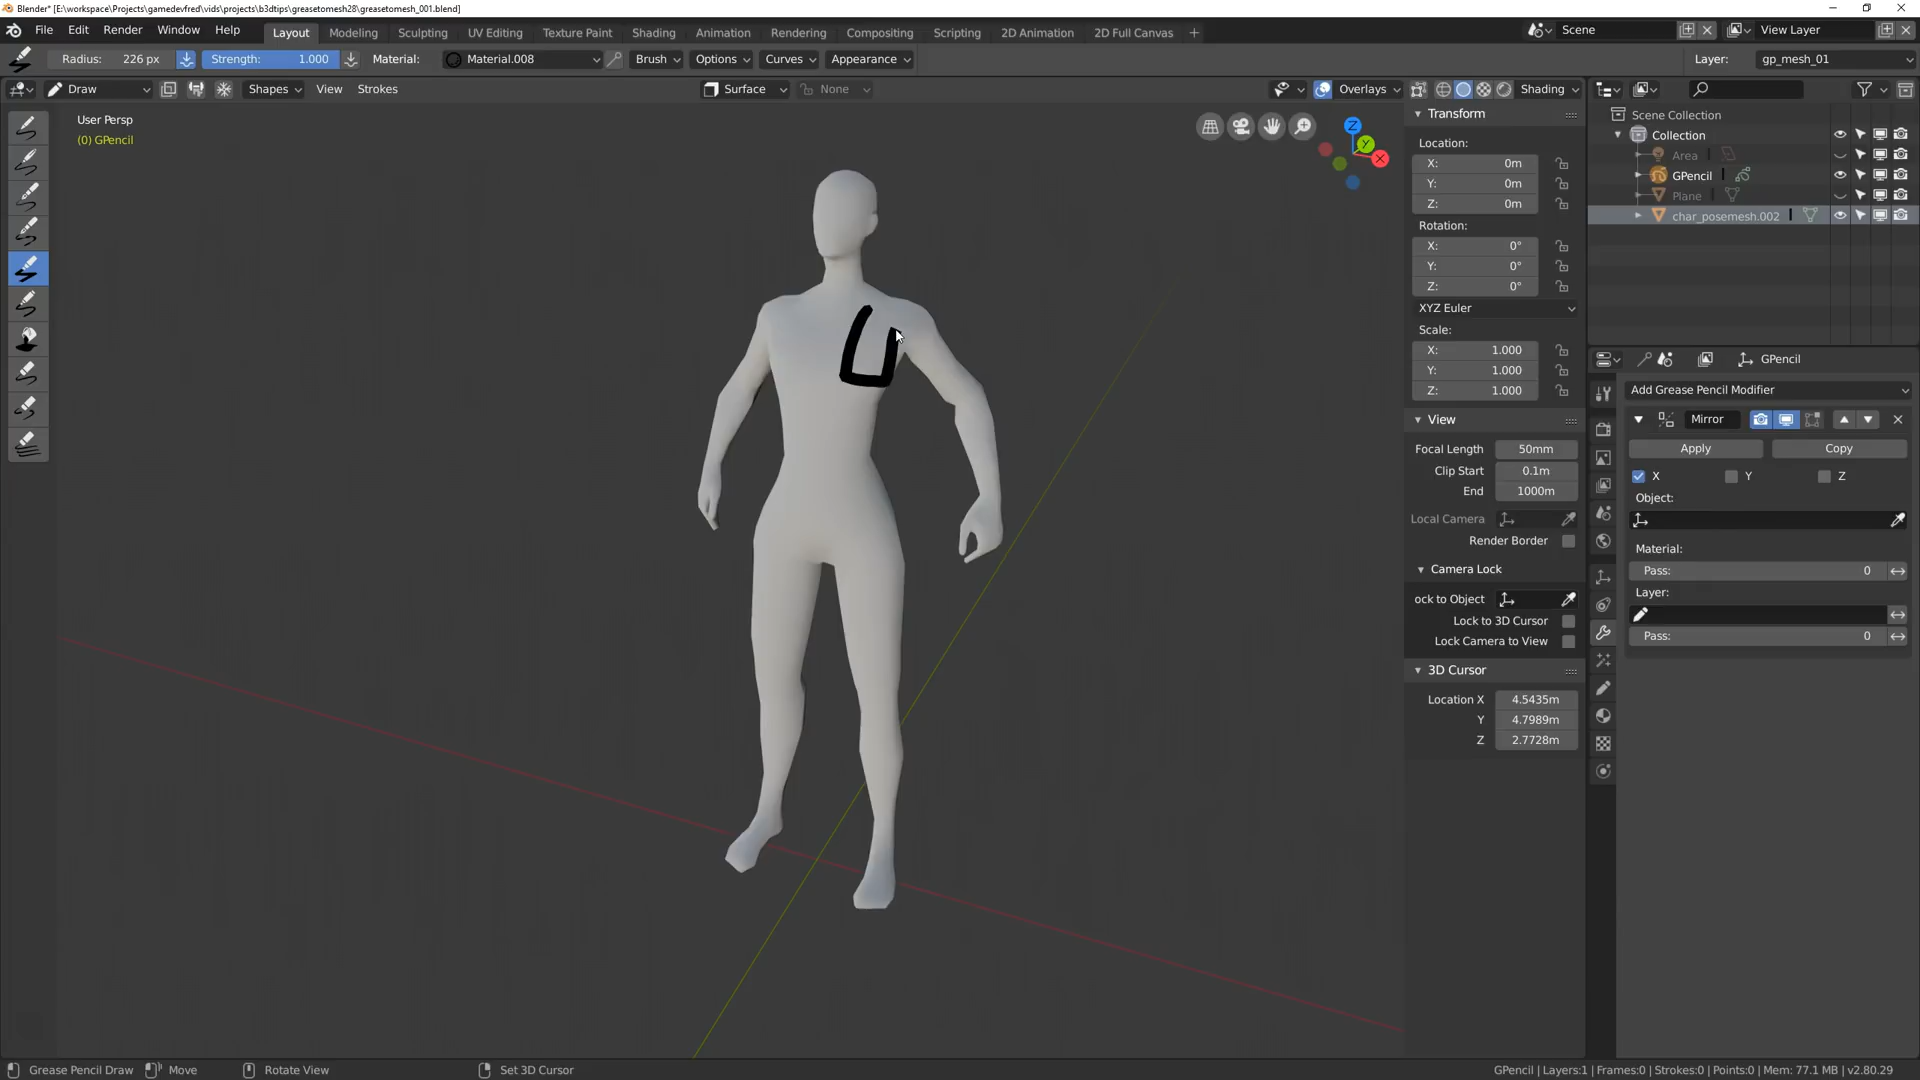 Blender* [E:\workspace\Projects\gamedevfred\vids\projects\b3dtips\greasetomesh28\greasetomesh_001.blend]
File Edit Render Window Help Layout Modeling Sculpting UV Editing Texture Paint Shading Animation Rendering Compositing Scripting 2D Animation 2D Full Canvas + Scene View Layer
Radius: 226 px Strength: 1.000 Material: Material.008 Brush Options Curves Appearance Layer: gp_mesh_01
Draw Shapes View Strokes Surface None Overlays Shading
User Persp
(0) GPencil
Z
Y
X
Transform
Location:
X: 0m
Y: 0m
Z: 0m
Rotation:
X: 0°
Y: 0°
Z: 0°
XYZ Euler
Scale:
X: 1.000
Y: 1.000
Z: 1.000
View
Focal Length 50mm
Clip Start 0.1m
End 1000m
Local Camera
Render Border
Camera Lock
ock to Object
Lock to 3D Cursor
Lock Camera to View
3D Cursor
Location X 4.5435m
Y 4.7989m
Z 2.7728m
Scene Collection
Collection
Area
GPencil
Plane
char_posemesh.002
GPencil
Add Grease Pencil Modifier
Mirror
Apply Copy
X Y Z
Object:
Material:
Pass: 0
Layer:
Pass: 0
Grease Pencil Draw Move Rotate View Set 3D Cursor GPencil | Layers:1 | Frames:0 | Strokes:0 | Points:0 | Mem: 77.1 MB | v2.80.29